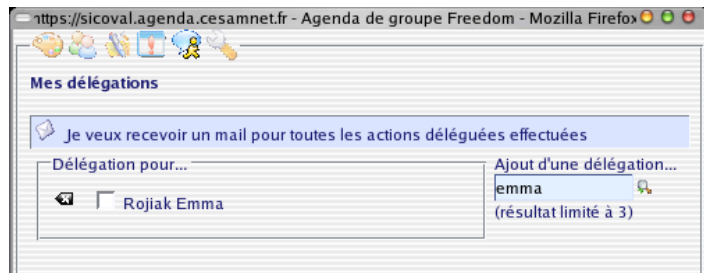 https://sicoval.agenda.cesamnet.fr - Agenda de groupe Freedom - Mozilla Firefox
Mes délégations
Je veux recevoir un mail pour toutes les actions déléguées effectuées
Délégation pour...
Ajout d'une délégation...
emma
Rojiak Emma
(résultat limité à 3)